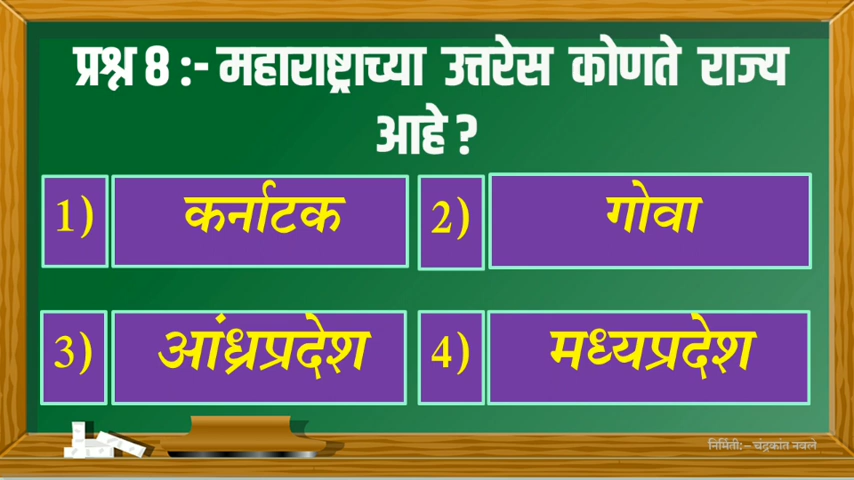 प्रश्न 8 :- महाराष्ट्राच्या उत्तरेस कोणते राज्य
आहे ?
1) कर्नाटक 2) गोवा
3) आंध्रप्रदेश 4) मध्यप्रदेश
निर्मिती:- चंद्रकांत नवले